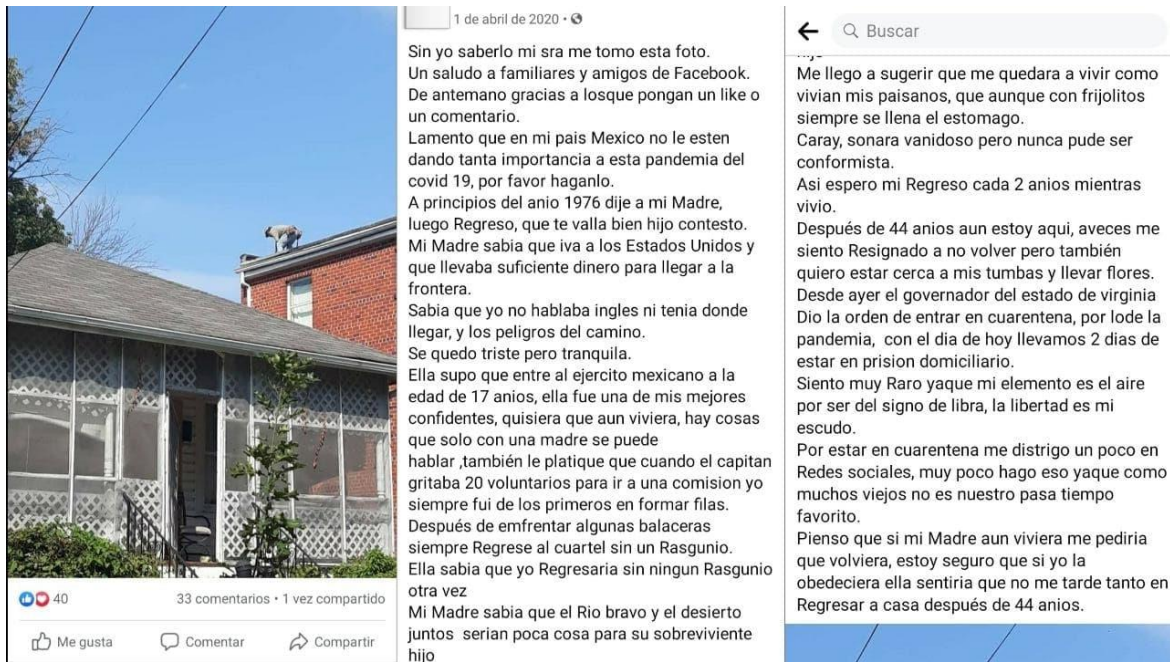 40
33 comentarios • 1 vez compartido
Me gusta
Comentar
Compartir
1 de abril de 2020 •
Sin yo saberlo mi sra me tomo esta foto.
Un saludo a familiares y amigos de Facebook.
De antemano gracias a losque pongan un like o
un comentario.
Lamento que en mi pais Mexico no le esten
dando tanta importancia a esta pandemia del
covid 19, por favor haganlo.
A principios del anio 1976 dije a mi Madre,
luego Regreso, que te valla bien hijo contesto.
Mi Madre sabia que iva a los Estados Unidos y
que llevaba suficiente dinero para llegar a la
frontera.
Sabia que yo no hablaba ingles ni tenia donde
llegar, y los peligros del camino.
Se quedo triste pero tranquila.
Ella supo que entre al ejercito mexicano a la
edad de 17 anios, ella fue una de mis mejores
confidentes, quisiera que aun viviera, hay cosas
que solo con una madre se puede
hablar ,también le platique que cuando el capitan
gritaba 20 voluntarios para ir a una comision yo
siempre fui de los primeros en formar filas.
Después de emfrentar algunas balaceras
siempre Regrese al cuartel sin un Rasgunio.
Ella sabia que yo Regresaria sin ningun Rasgunio
otra vez
Mi Madre sabia que el Rio bravo y el desierto
juntos serian poca cosa para su sobreviviente
hijo
Buscar
hijo
Me llego a sugerir que me quedara a vivir como
vivian mis paisanos, que aunque con frijolitos
siempre se llena el estomago.
Caray, sonara vanidoso pero nunca pude ser
conformista.
Asi espero mi Regreso cada 2 anios mientras
vivio.
Después de 44 anios aun estoy aqui, aveces me
siento Resignado a no volver pero también
quiero estar cerca a mis tumbas y llevar flores.
Desde ayer el governador del estado de virginia
Dio la orden de entrar en cuarentena, por lode la
pandemia, con el dia de hoy llevamos 2 dias de
estar en prision domiciliario.
Siento muy Raro yaque mi elemento es el aire
por ser del signo de libra, la libertad es mi
escudo.
Por estar en cuarentena me distrigo un poco en
Redes sociales, muy poco hago eso yaque como
muchos viejos no es nuestro pasa tiempo
favorito.
Pienso que si mi Madre aun viviera me pediria
que volviera, estoy seguro que si yo la
obedeciera ella sentiria que no me tarde tanto en
Regresar a casa después de 44 anios.